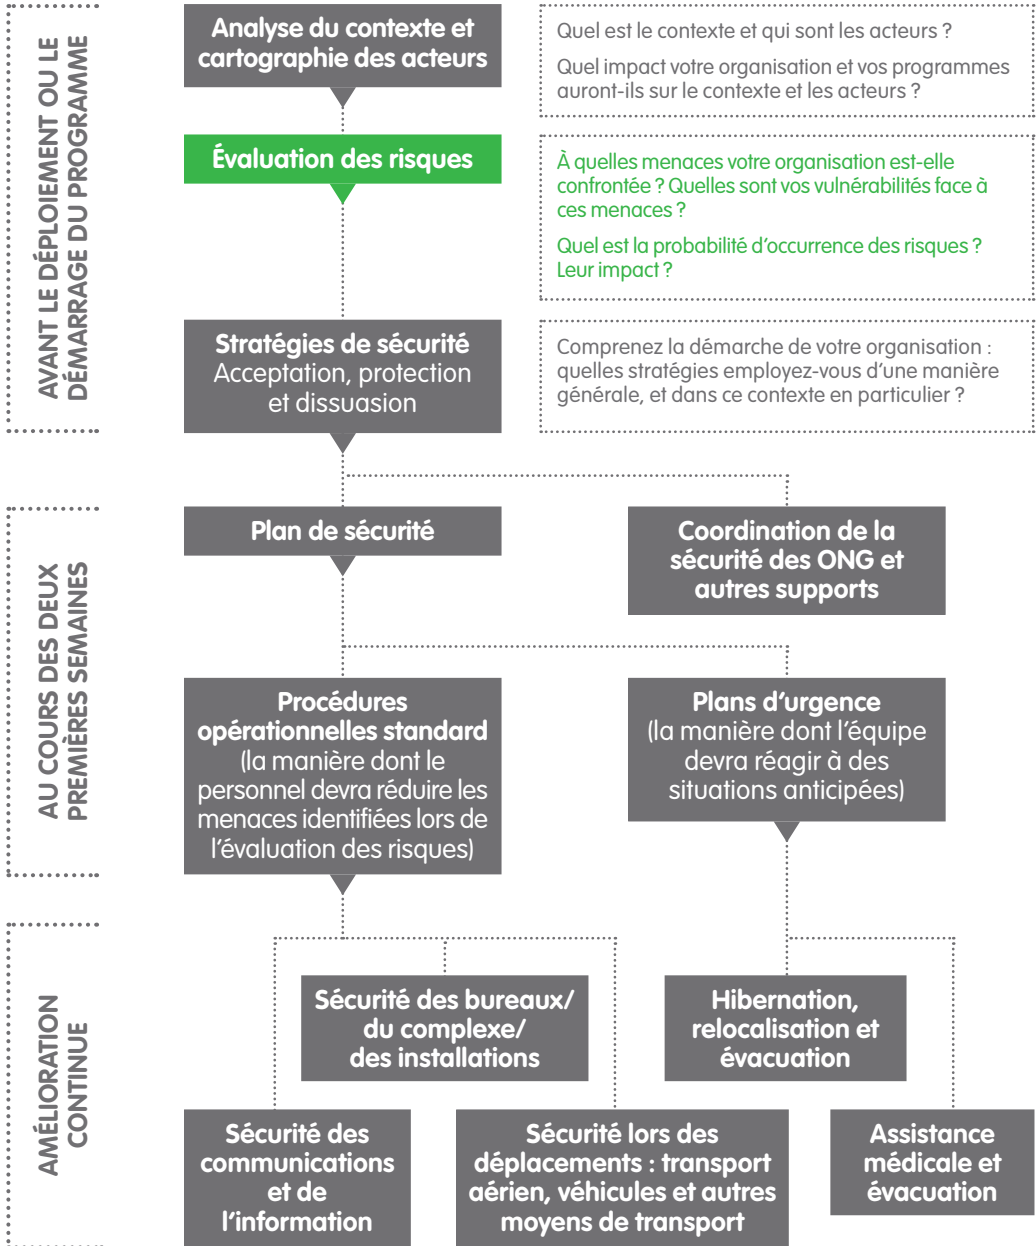 AVANT LE DÉPLOIEMENT OU LE
DÉMARRAGE DU PROGRAMME
Analyse du contexte et
cartographie des acteurs
Quel est le contexte et qui sont les acteurs ?
Quel impact votre organisation et vos programmes
auront-ils sur le contexte et les acteurs ?
Évaluation des risques
À quelles menaces votre organisation est-elle
confrontée ? Quelles sont vos vulnérabilités face à
ces menaces ?
Quel est la probabilité d'occurrence des risques ?
Leur impact ?
Stratégies de sécurité
Acceptation, protection
et dissuasion
Comprenez la démarche de votre organisation :
quelles stratégies employez-vous d'une manière
générale, et dans ce contexte en particulier ?
AU COURS DES DEUX
PREMIÈRES SEMAINES
Plan de sécurité
Coordination de la
sécurité des ONG et
autres supports
Procédures
opérationnelles standard
(la manière dont le
personnel devra réduire les
menaces identifiées lors de
l'évaluation des risques)
Plans d'urgence
(la manière dont l'équipe
devra réagir à des
situations anticipées)
AMÉLIORATION
CONTINUE
Sécurité des bureaux/
du complexe/
des installations
Hibernation,
relocalisation et
évacuation
Sécurité des
communications
et de
l'information
Sécurité lors des
déplacements : transport
aérien, véhicules et autres
moyens de transport
Assistance
médicale et
évacuation